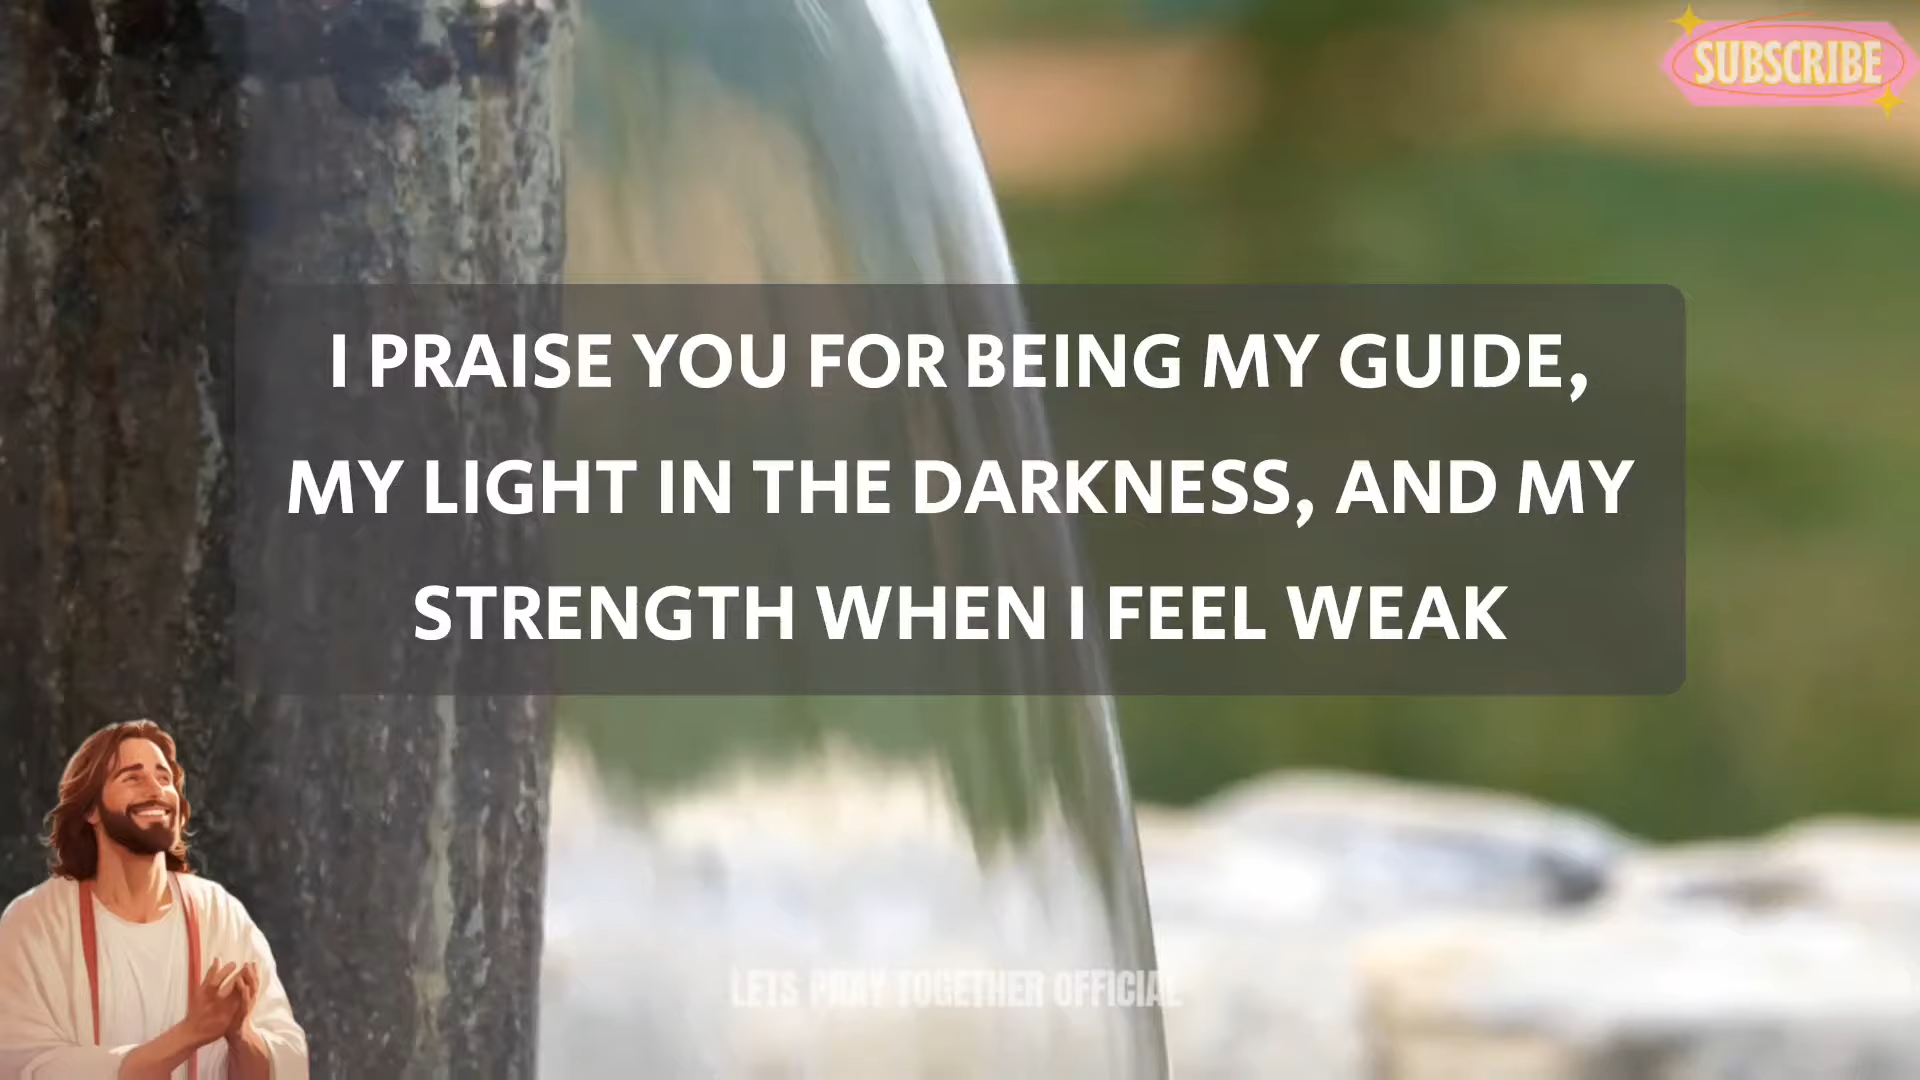 SUBSCRIBE
I PRAISE YOU FOR BEING MY GUIDE,
MY LIGHT IN THE DARKNESS, AND MY
STRENGTH WHEN I FEEL WEAK
LETS PRAY TOGETHER OFFICIAL